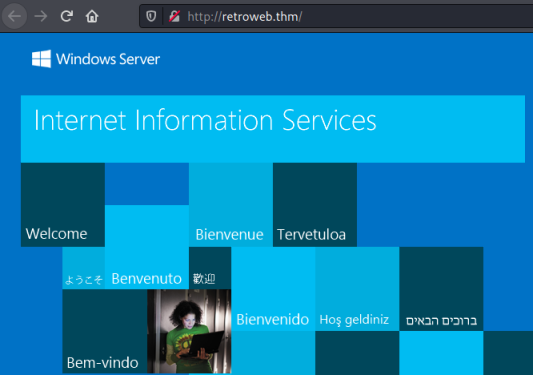 http://retroweb.thm/
Windows Server
Internet Information Services
Welcome
Bienvenue
Tervetuloa
ようこそ
Benvenuto
歡迎
Bienvenido
Hoş geldiniz
ברוכים הבאים
Bem-vindo